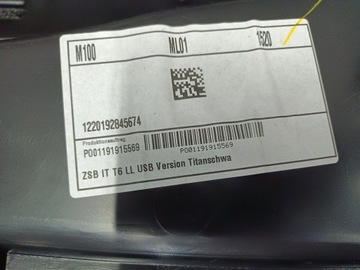 M100 ML01 1520
1220192845674
Produktionsauftrag
P001191915569
P001191915569
ZSB IT T6 LL USB Version Titanschwa